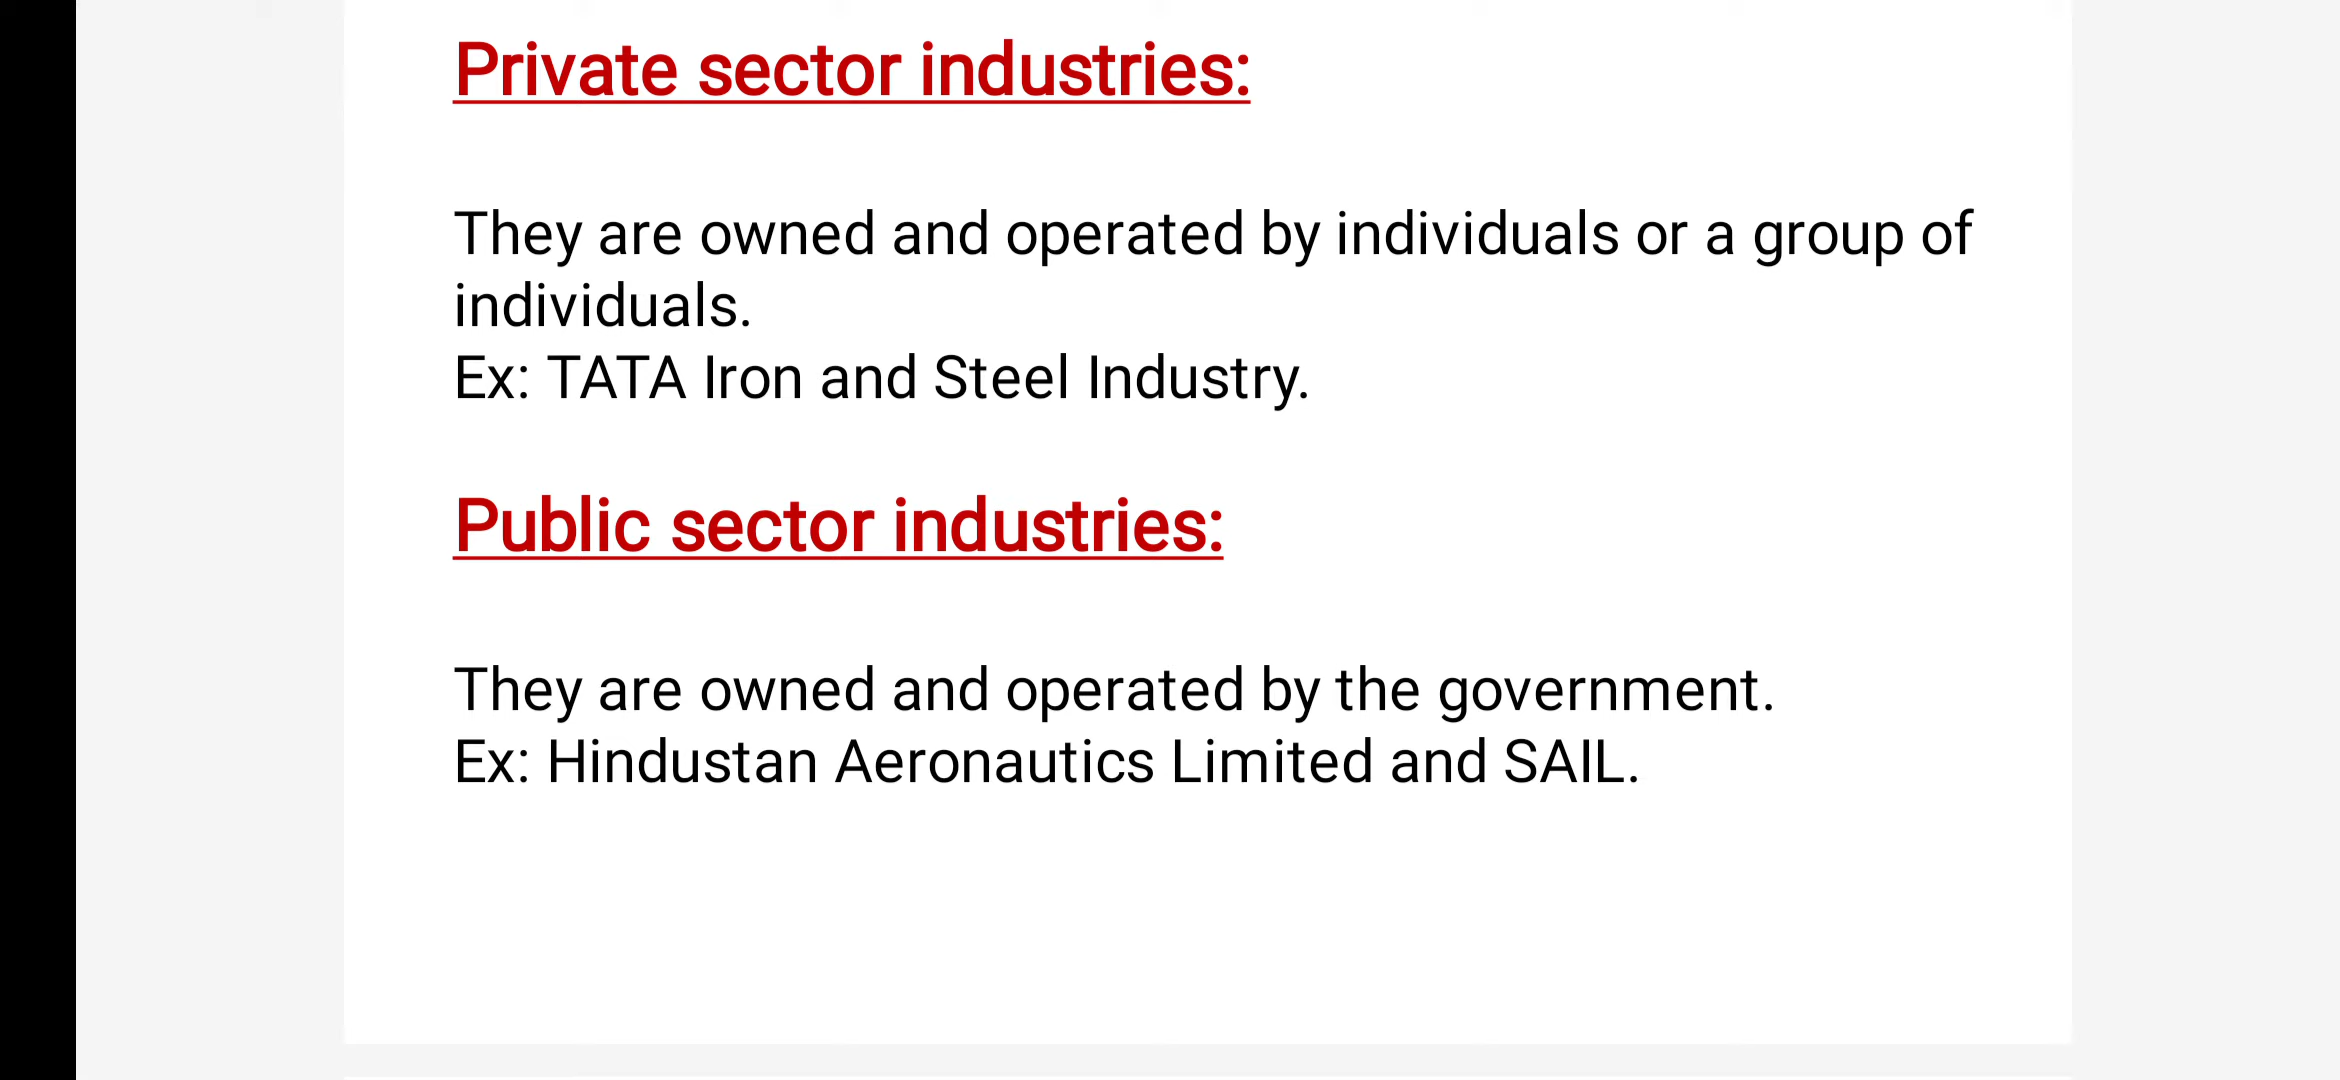 Private sector industries:
They are owned and operated by individuals or a group of
individuals.
Ex: TATA Iron and Steel Industry.
Public sector industries:
They are owned and operated by the government.
Ex: Hindustan Aeronautics Limited and SAIL.